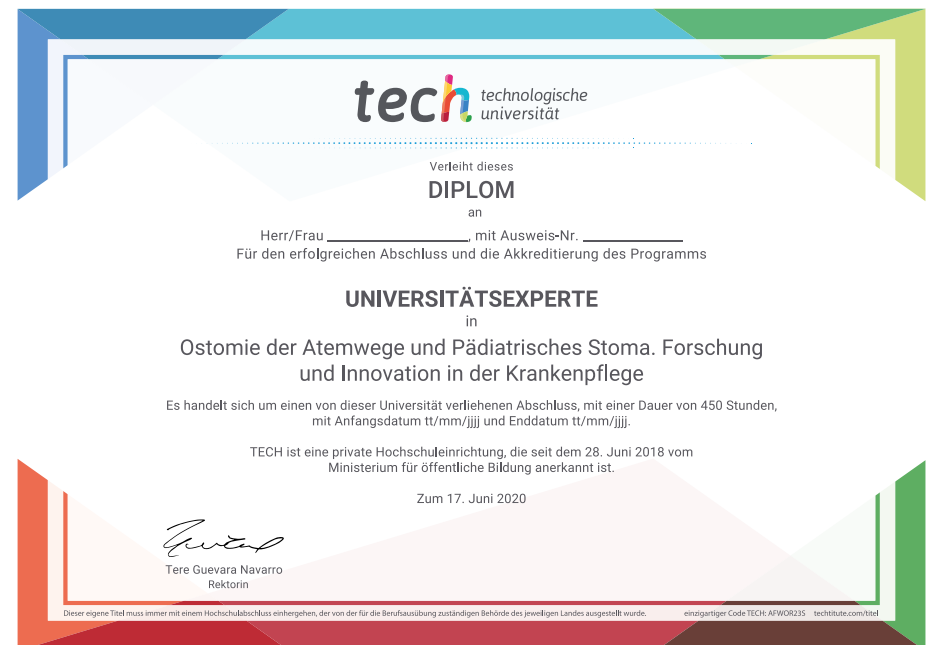 tech technologische
universität
Verleiht dieses
DIPLOM
an
Herr/Frau ____________________, mit Ausweis-Nr. ______________
Für den erfolgreichen Abschluss und die Akkreditierung des Programms
UNIVERSITÄTSEXPERTE
in
Ostomie der Atemwege und Pädiatrisches Stoma. Forschung
und Innovation in der Krankenpflege
Es handelt sich um einen von dieser Universität verliehenen Abschluss, mit einer Dauer von 450 Stunden,
mit Anfangsdatum tt/mm/jjjj und Enddatum tt/mm/jjjj.
TECH ist eine private Hochschuleinrichtung, die seit dem 28. Juni 2018 vom
Ministerium für öffentliche Bildung anerkannt ist.
Zum 17. Juni 2020
Tere Guevara Navarro
Rektorin
Dieser eigene Titel muss immer mit einem Hochschulabschluss einhergehen, der von der für die Berufsausübung zuständigen Behörde des jeweiligen Landes ausgestellt wurde. einzigartiger Code TECH: AFWOR23S techtitute.com/titel